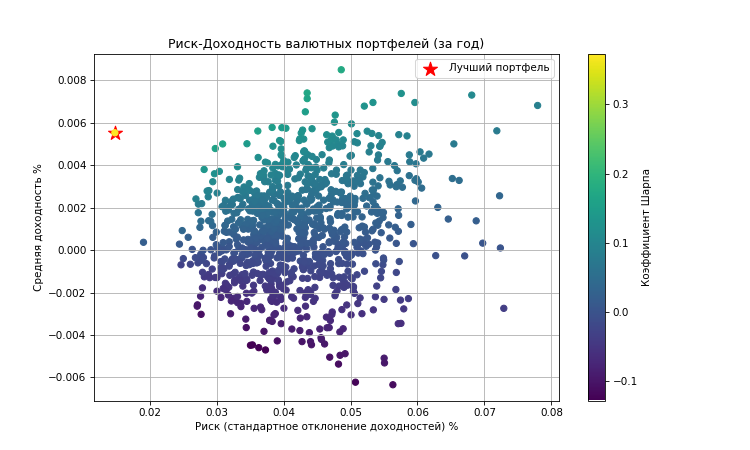 Риск-Доходность валютных портфелей (за год)
Лучший портфель
Средняя доходность %
0.008
0.006
0.004
0.002
0.000
−0.002
−0.004
−0.006
0.02 0.03 0.04 0.05 0.06 0.07 0.08
Риск (стандартное отклонение доходностей) %
0.3
0.2
0.1
0.0
−0.1
Коэффициент Шарпа